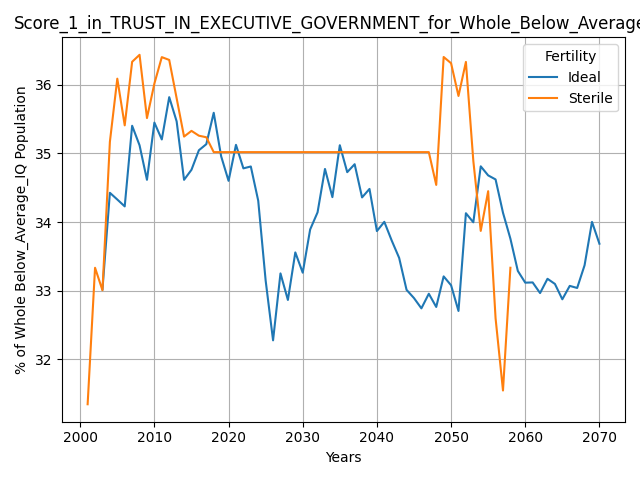 Score_1_in_TRUST_IN_EXECUTIVE_GOVERNMENT_for_Whole_Below_Average
Fertility
Ideal
Sterile
% of Whole Below_Average_IQ Population
36
35
34
33
32
2000 2010 2020 2030 2040 2050 2060 2070
Years